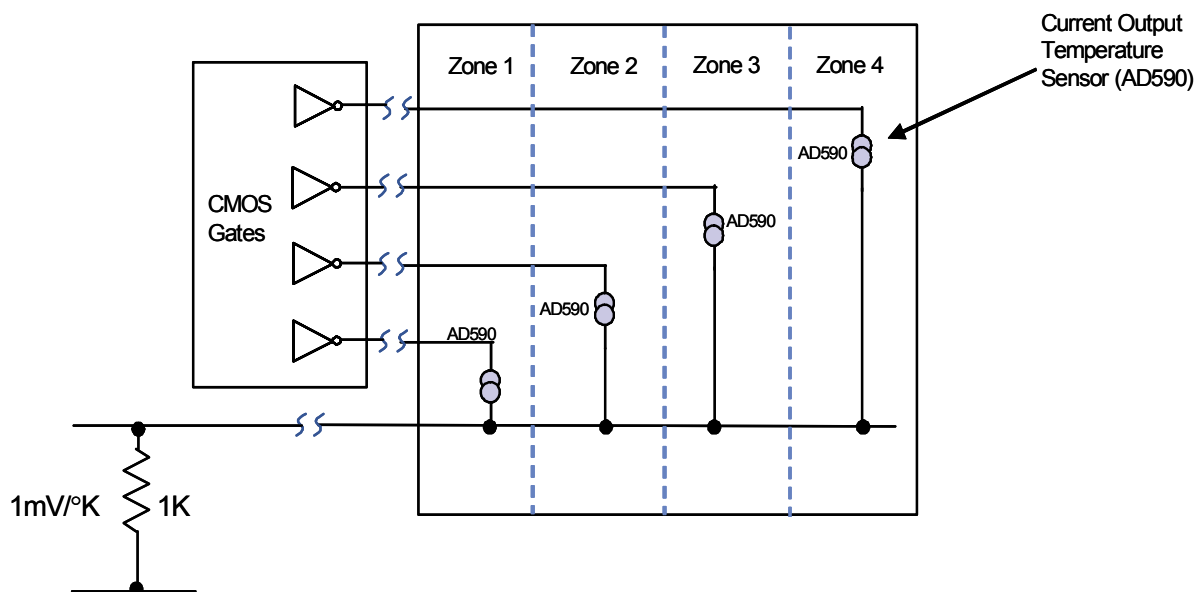 Current Output
Temperature
Sensor (AD590)
Zone 1
Zone 2
Zone 3
Zone 4
AD590
CMOS
Gates
AD590
AD590
AD590
1mV/°K
1K